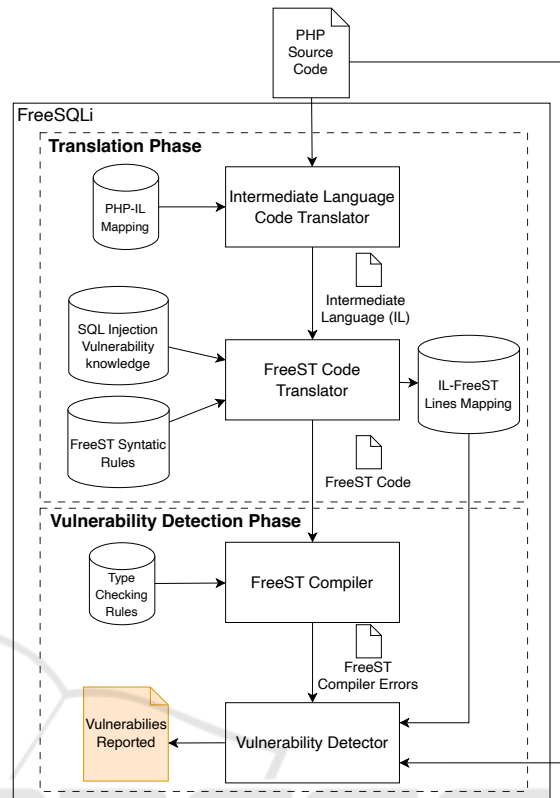 PHP
Source
Code
FreeSQLi
Translation Phase
PHP-IL
Mapping
Intermediate Language
Code Translator
Intermediate
Language (IL)
SQL Injection
Vulnerability
knowledge
FreeST Code
Translator
IL-FreeST
Lines Mapping
FreeST Syntatic
Rules
FreeST Code
Vulnerability Detection Phase
Type
Checking
Rules
FreeST Compiler
FreeST
Compiler Errors
Vulnerabilies
Reported
Vulnerability Detector